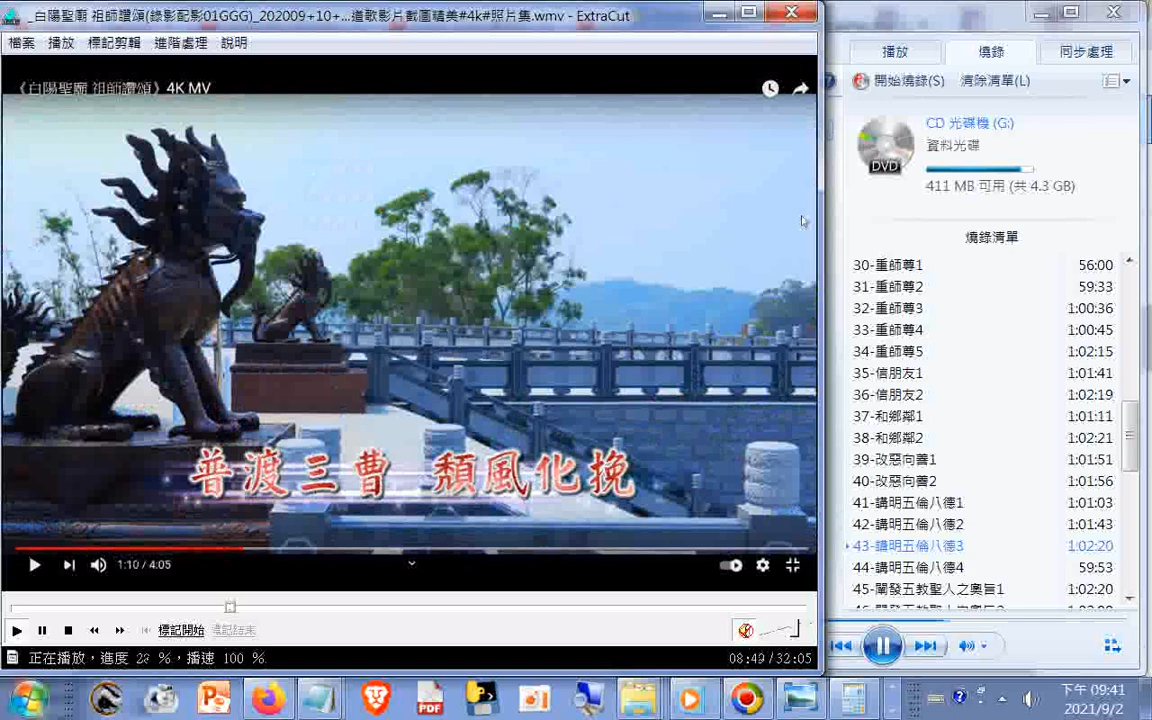 _白陽聖廟 祖師讚頌(錄影配影01GGG)_202009+10+...道歌影片截圖精美#4k#照片集.wmv - ExtraCut
檔案 播放 標記剪輯 進階處理 說明
《白陽聖廟 祖師讚頌》4K MV
普渡三曹 頹風化挽
1:10 / 4:05
標記開始 標記結束
正在播放，進度 28 %，播速 100 %
08:49/32:05
播放 燒錄 同步處理
開始燒錄(S) 清除清單(L)
CD 光碟機 (G:)
資料光碟
DVD
411 MB 可用 (共 4.3 GB)
燒錄清單
30-重師尊1 56:00
31-重師尊2 59:33
32-重師尊3 1:00:36
33-重師尊4 1:00:45
34-重師尊5 1:02:15
35-信朋友1 1:01:41
36-信朋友2 1:02:19
37-和鄉鄰1 1:01:11
38-和鄉鄰2 1:02:21
39-改惡向善1 1:01:51
40-改惡向善2 1:01:56
41-講明五倫八德1 1:01:03
42-講明五倫八德2 1:01:43
43-講明五倫八德3 1:02:20
44-講明五倫八德4 59:53
45-闡發五教聖人之奧旨1 1:02:20
PDF
下午 09:41
2021/9/2